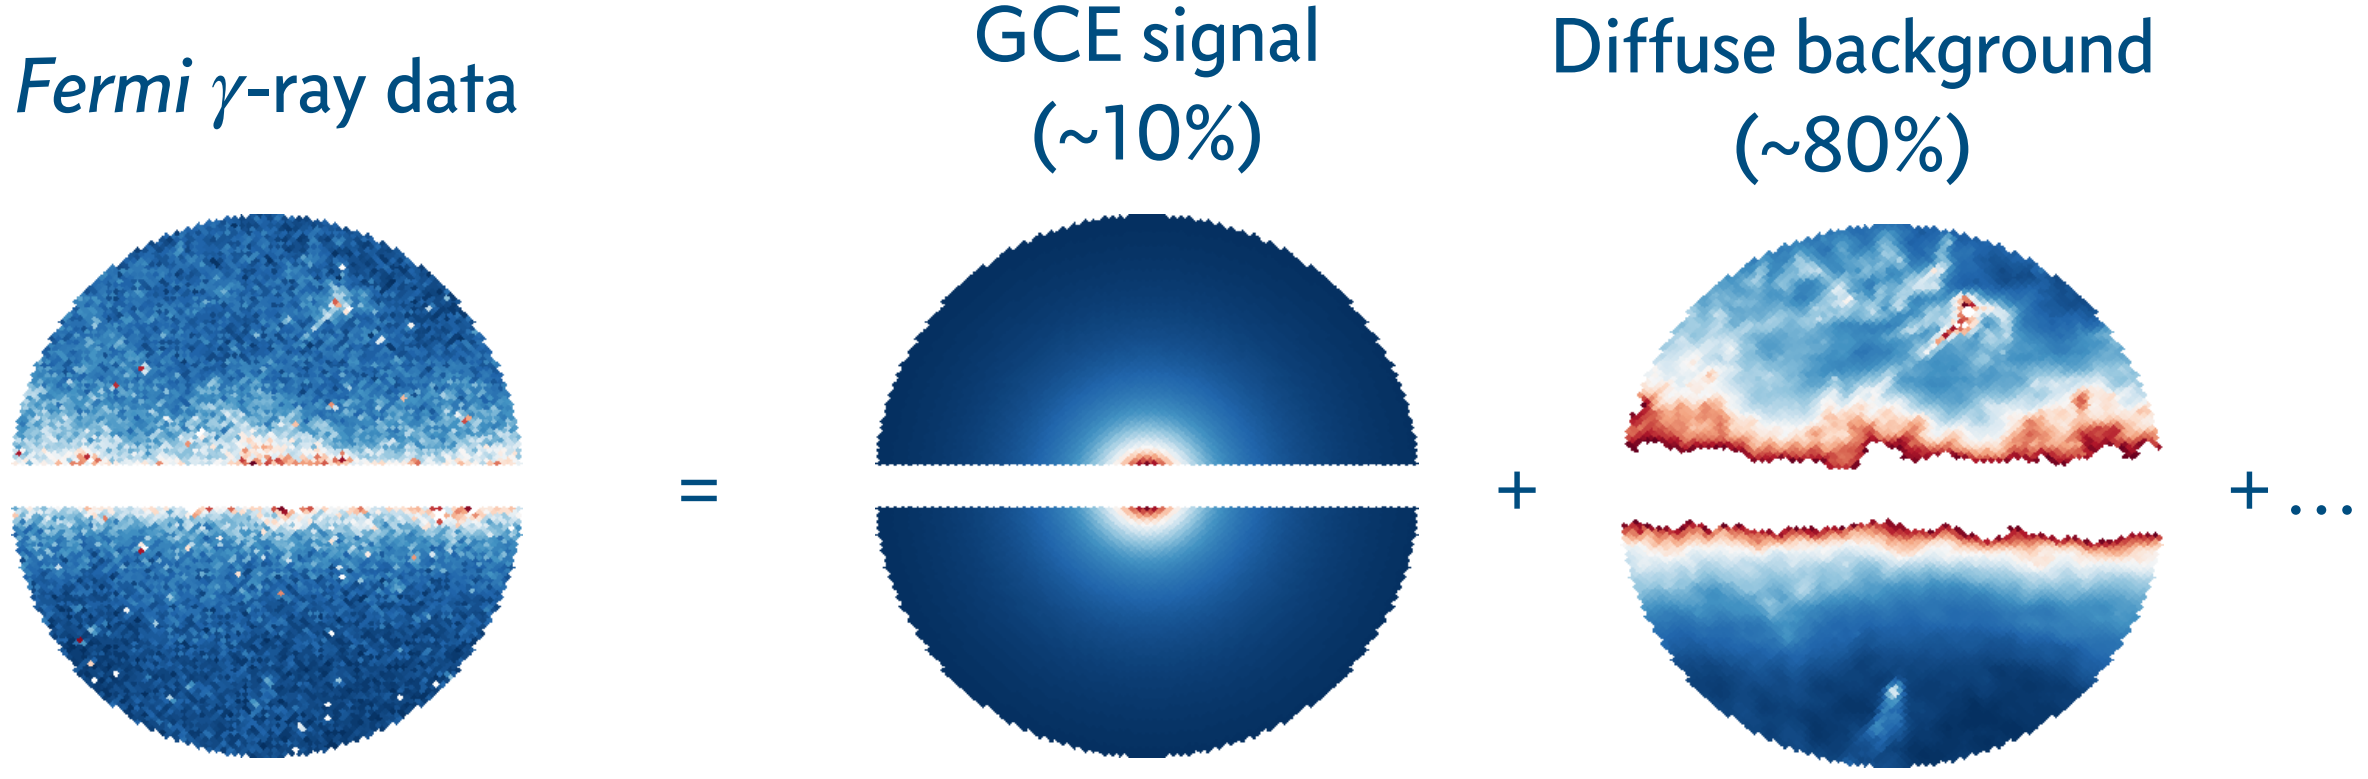 Fermi γ-ray data
GCE signal
(~10%)
Diffuse background
(~80%)
=
+
+ ...